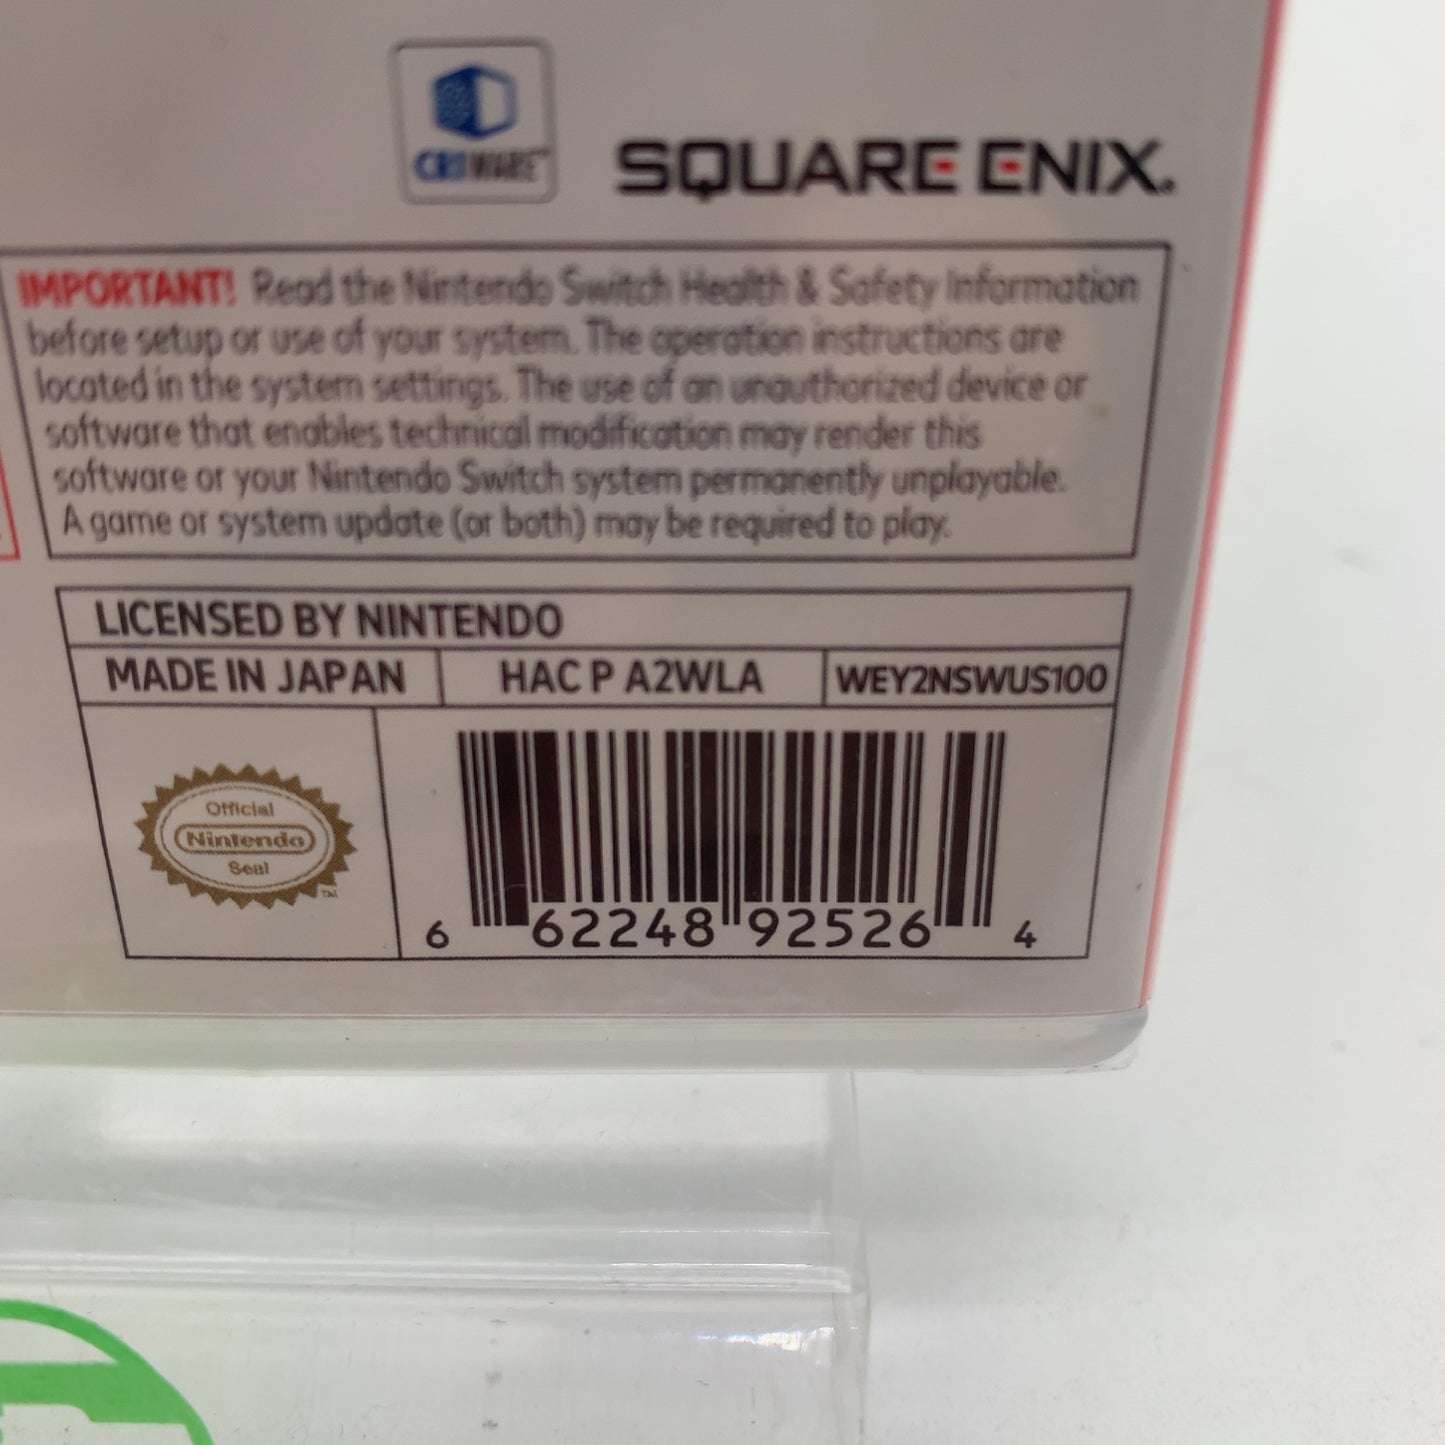 CRIWARE™
SQUARE ENIX®
IMPORTANT! Read the Nintendo Switch Health & Safety Information
before setup or use of your system. The operation instructions are
located in the system settings. The use of an unauthorized device or
software that enables technical modification may render this
software or your Nintendo Switch system permanently unplayable.
A game or system update (or both) may be required to play.
LICENSED BY NINTENDO
MADE IN JAPAN HAC P A2WLA WEY2NSWUS100
Official
Nintendo
Seal
™
6 62248 92526 4